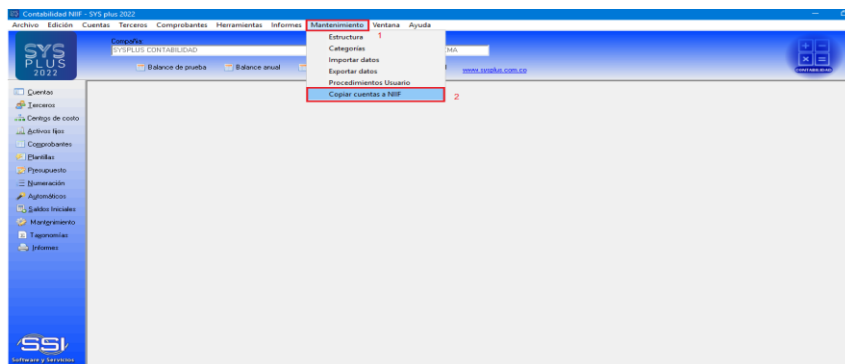 Contabilidad NIIF - SYS plus 2022
Archivo Edición Cuentas Terceros Comprobantes Herramientas Informes Mantenimiento Ventana Ayuda
SYS
PLUS
2022
Compañía:
SYSPLUS CONTABILIDAD
MA
Balance de prueba
Balance anual
www.sysplus.com.co
CONTABILIDAD
Estructura 1
Categorías
Importar datos
Exportar datos
Procedimientos Usuario
Copiar cuentas a NIIF 2
Cuentas
Terceros
Centros de costo
Activos fijos
Comprobantes
Plantillas
Presupuesto
Numeración
Automáticos
Saldos Iniciales
Mantenimiento
Taxonomías
Informes
SSI
Software y Servicios